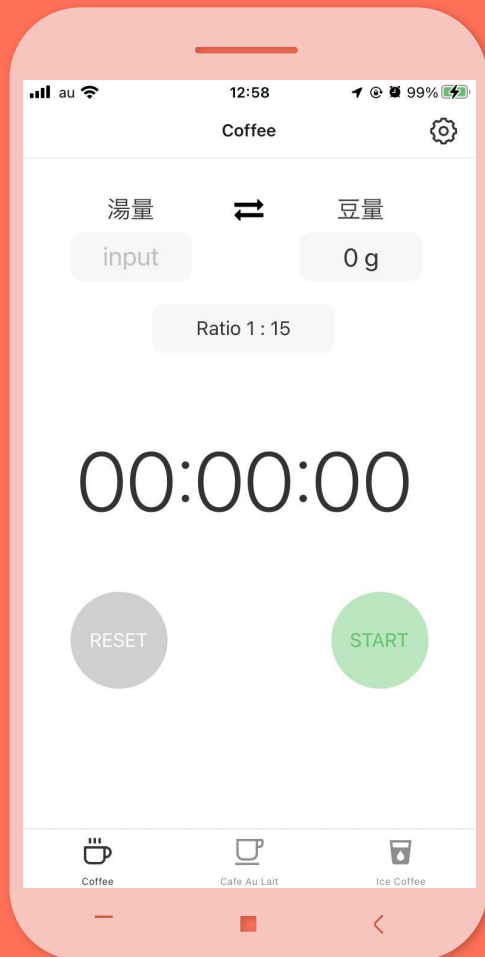 au 12:58 99%
Coffee
湯量 豆量
input 0 g
Ratio 1 : 15
00:00:00
RESET START
Coffee Cafe Au Lait Ice Coffee